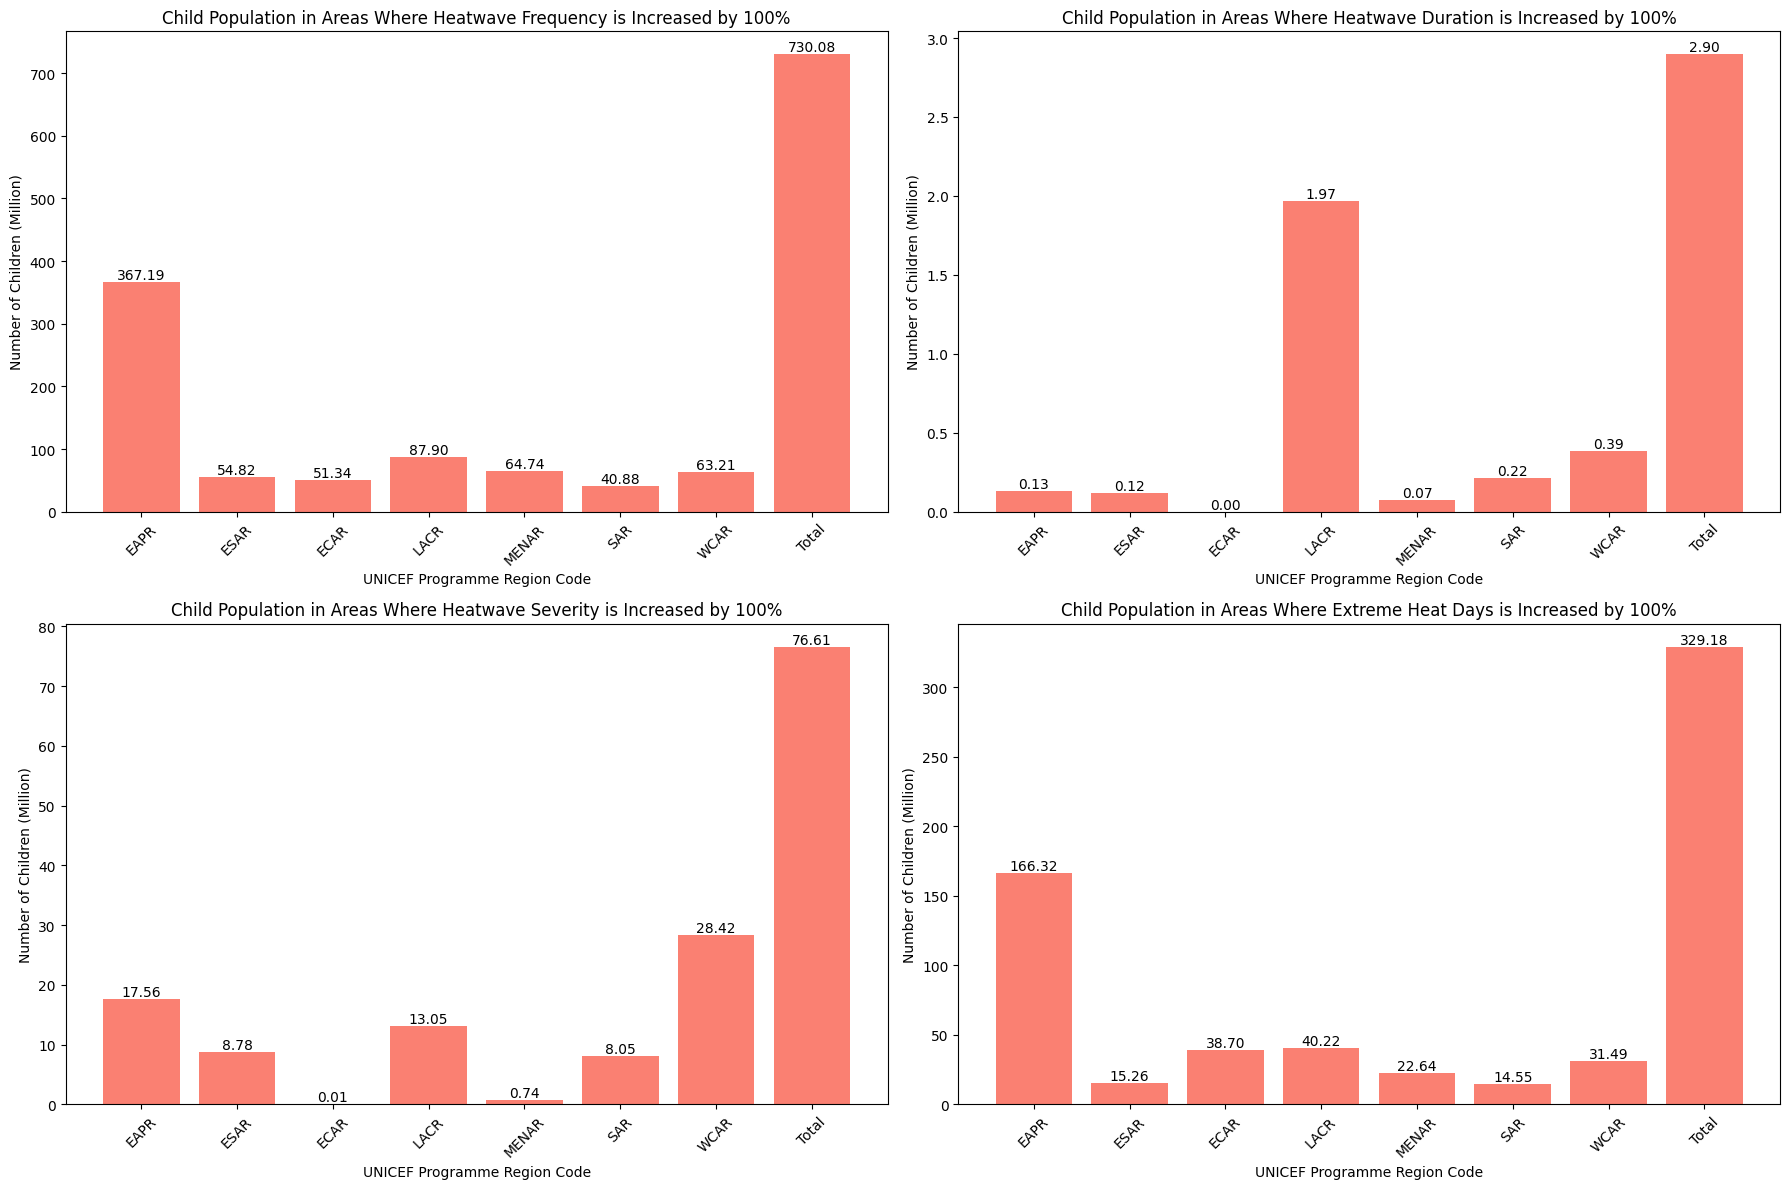 Child Population in Areas Where Heatwave Frequency is Increased by 100%
Number of Children (Million)
700
600
500
400
300
200
100
0
367.19
54.82
51.34
87.90
64.74
40.88
63.21
730.08
EAPR
ESAR
ECAR
LACR
MENAR
SAR
WCAR
Total
UNICEF Programme Region Code
Child Population in Areas Where Heatwave Duration is Increased by 100%
Number of Children (Million)
3.0
2.5
2.0
1.5
1.0
0.5
0.0
0.13
0.12
0.00
1.97
0.07
0.22
0.39
2.90
EAPR
ESAR
ECAR
LACR
MENAR
SAR
WCAR
Total
UNICEF Programme Region Code
Child Population in Areas Where Heatwave Severity is Increased by 100%
Number of Children (Million)
80
70
60
50
40
30
20
10
0
17.56
8.78
0.01
13.05
0.74
8.05
28.42
76.61
EAPR
ESAR
ECAR
LACR
MENAR
SAR
WCAR
Total
UNICEF Programme Region Code
Child Population in Areas Where Extreme Heat Days is Increased by 100%
Number of Children (Million)
300
250
200
150
100
50
0
166.32
15.26
38.70
40.22
22.64
14.55
31.49
329.18
EAPR
ESAR
ECAR
LACR
MENAR
SAR
WCAR
Total
UNICEF Programme Region Code